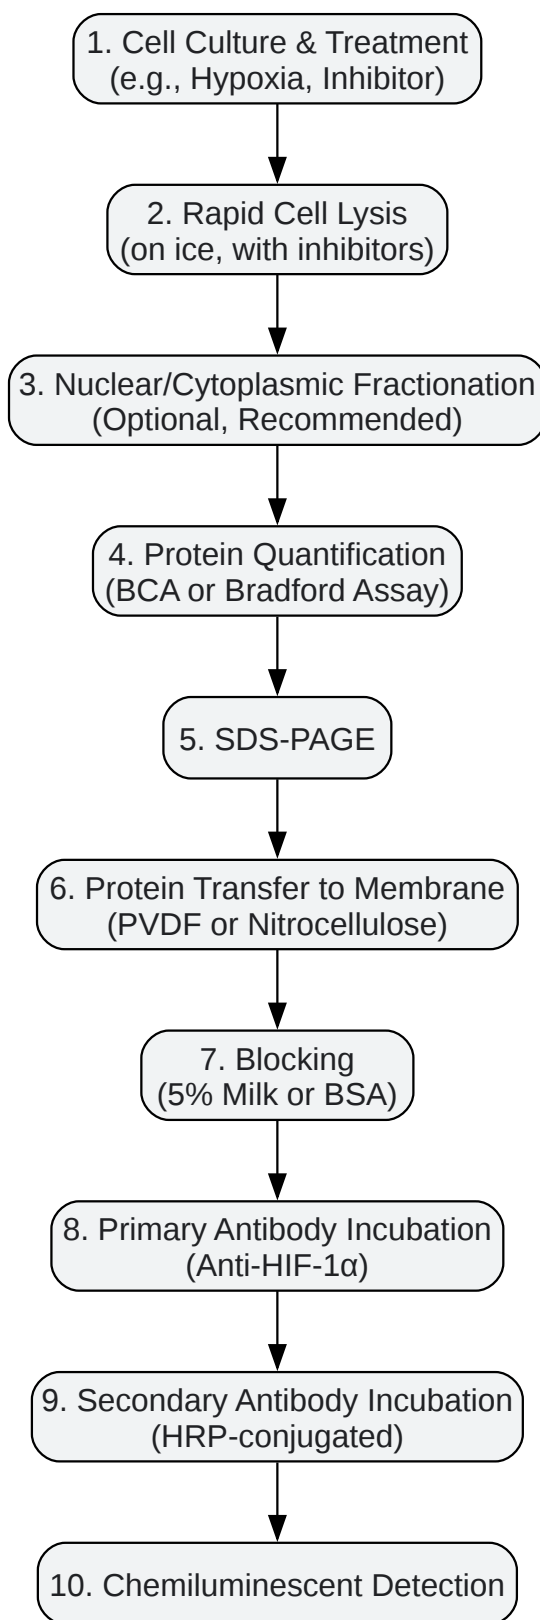 1. Cell Culture & Treatment
(e.g., Hypoxia, Inhibitor)
2. Rapid Cell Lysis
(on ice, with inhibitors)
3. Nuclear/Cytoplasmic Fractionation
(Optional, Recommended)
4. Protein Quantification
(BCA or Bradford Assay)
5. SDS-PAGE
6. Protein Transfer to Membrane
(PVDF or Nitrocellulose)
7. Blocking
(5% Milk or BSA)
8. Primary Antibody Incubation
(Anti-HIF-1α)
9. Secondary Antibody Incubation
(HRP-conjugated)
10. Chemiluminescent Detection